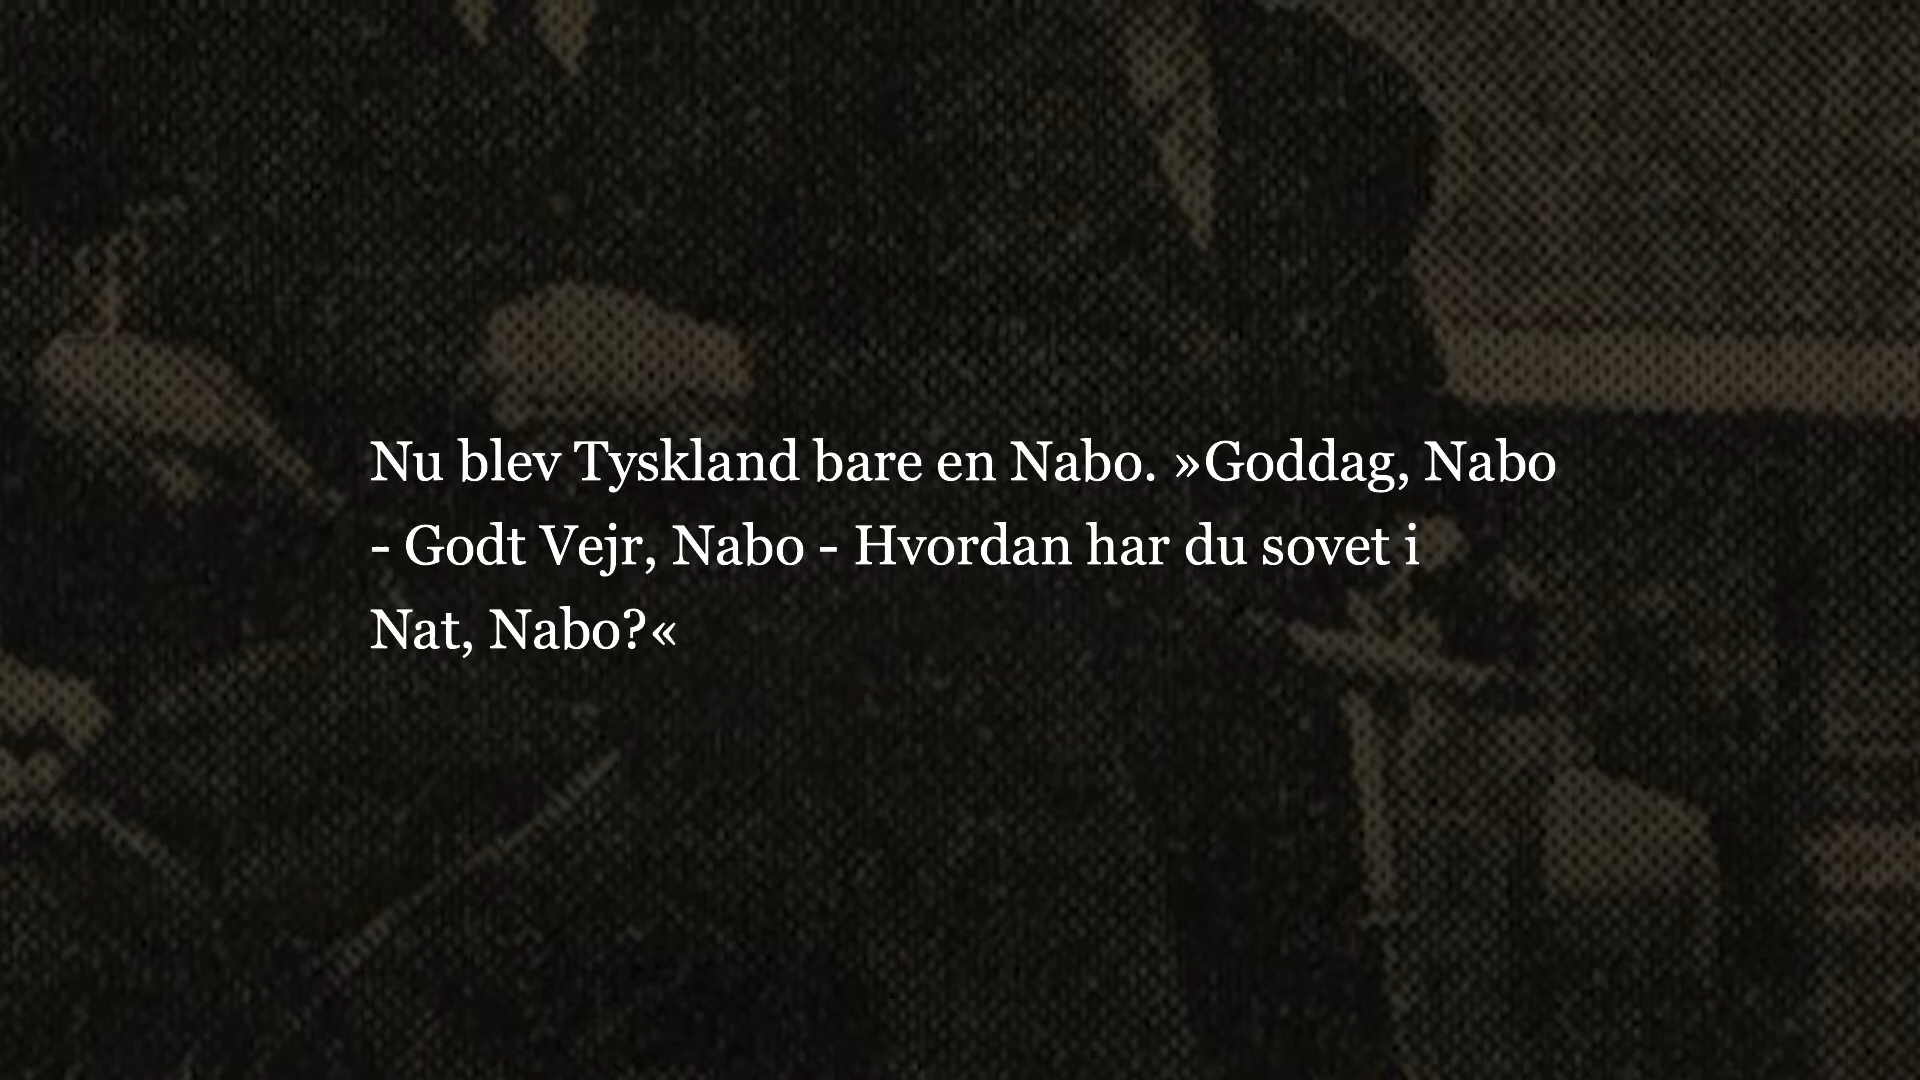 Nu blev Tyskland bare en Nabo. »Goddag, Nabo
- Godt Vejr, Nabo - Hvordan har du sovet i
Nat, Nabo?«